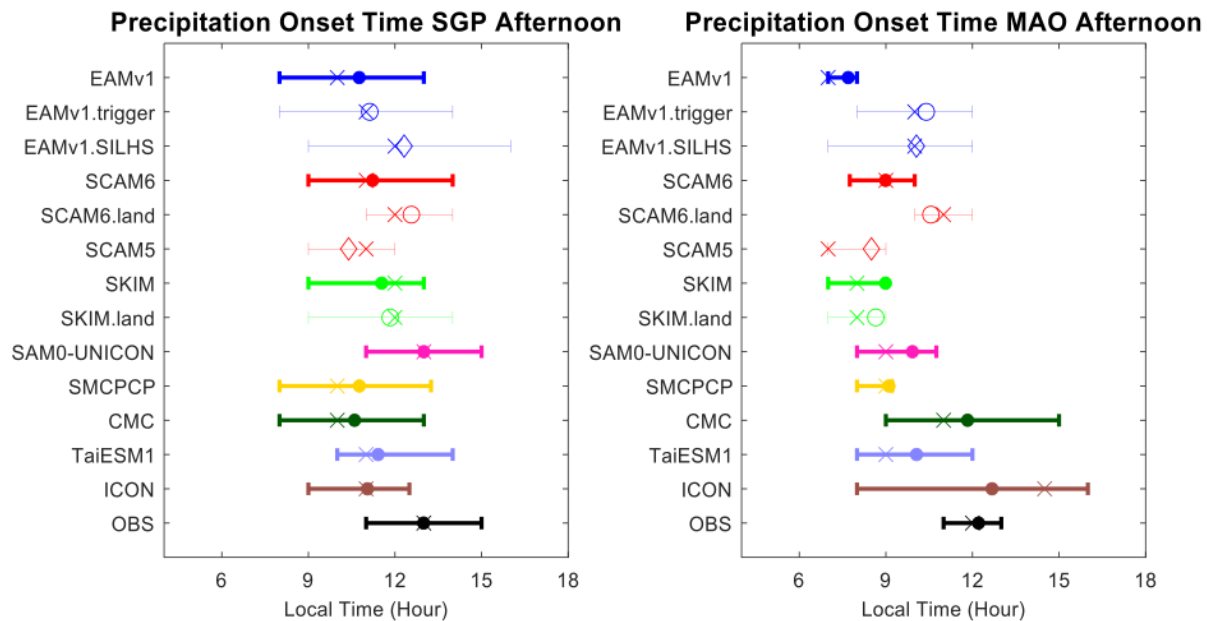 Precipitation Onset Time SGP Afternoon
EAMv1
EAMv1.trigger
EAMv1.SILHS
SCAM6
SCAM6.land
SCAM5
SKIM
SKIM.land
SAM0-UNICON
SMCPCP
CMC
TaiESM1
ICON
OBS
6 9 12 15 18
Local Time (Hour)
Precipitation Onset Time MAO Afternoon
EAMv1
EAMv1.trigger
EAMv1.SILHS
SCAM6
SCAM6.land
SCAM5
SKIM
SKIM.land
SAM0-UNICON
SMCPCP
CMC
TaiESM1
ICON
OBS
6 9 12 15 18
Local Time (Hour)